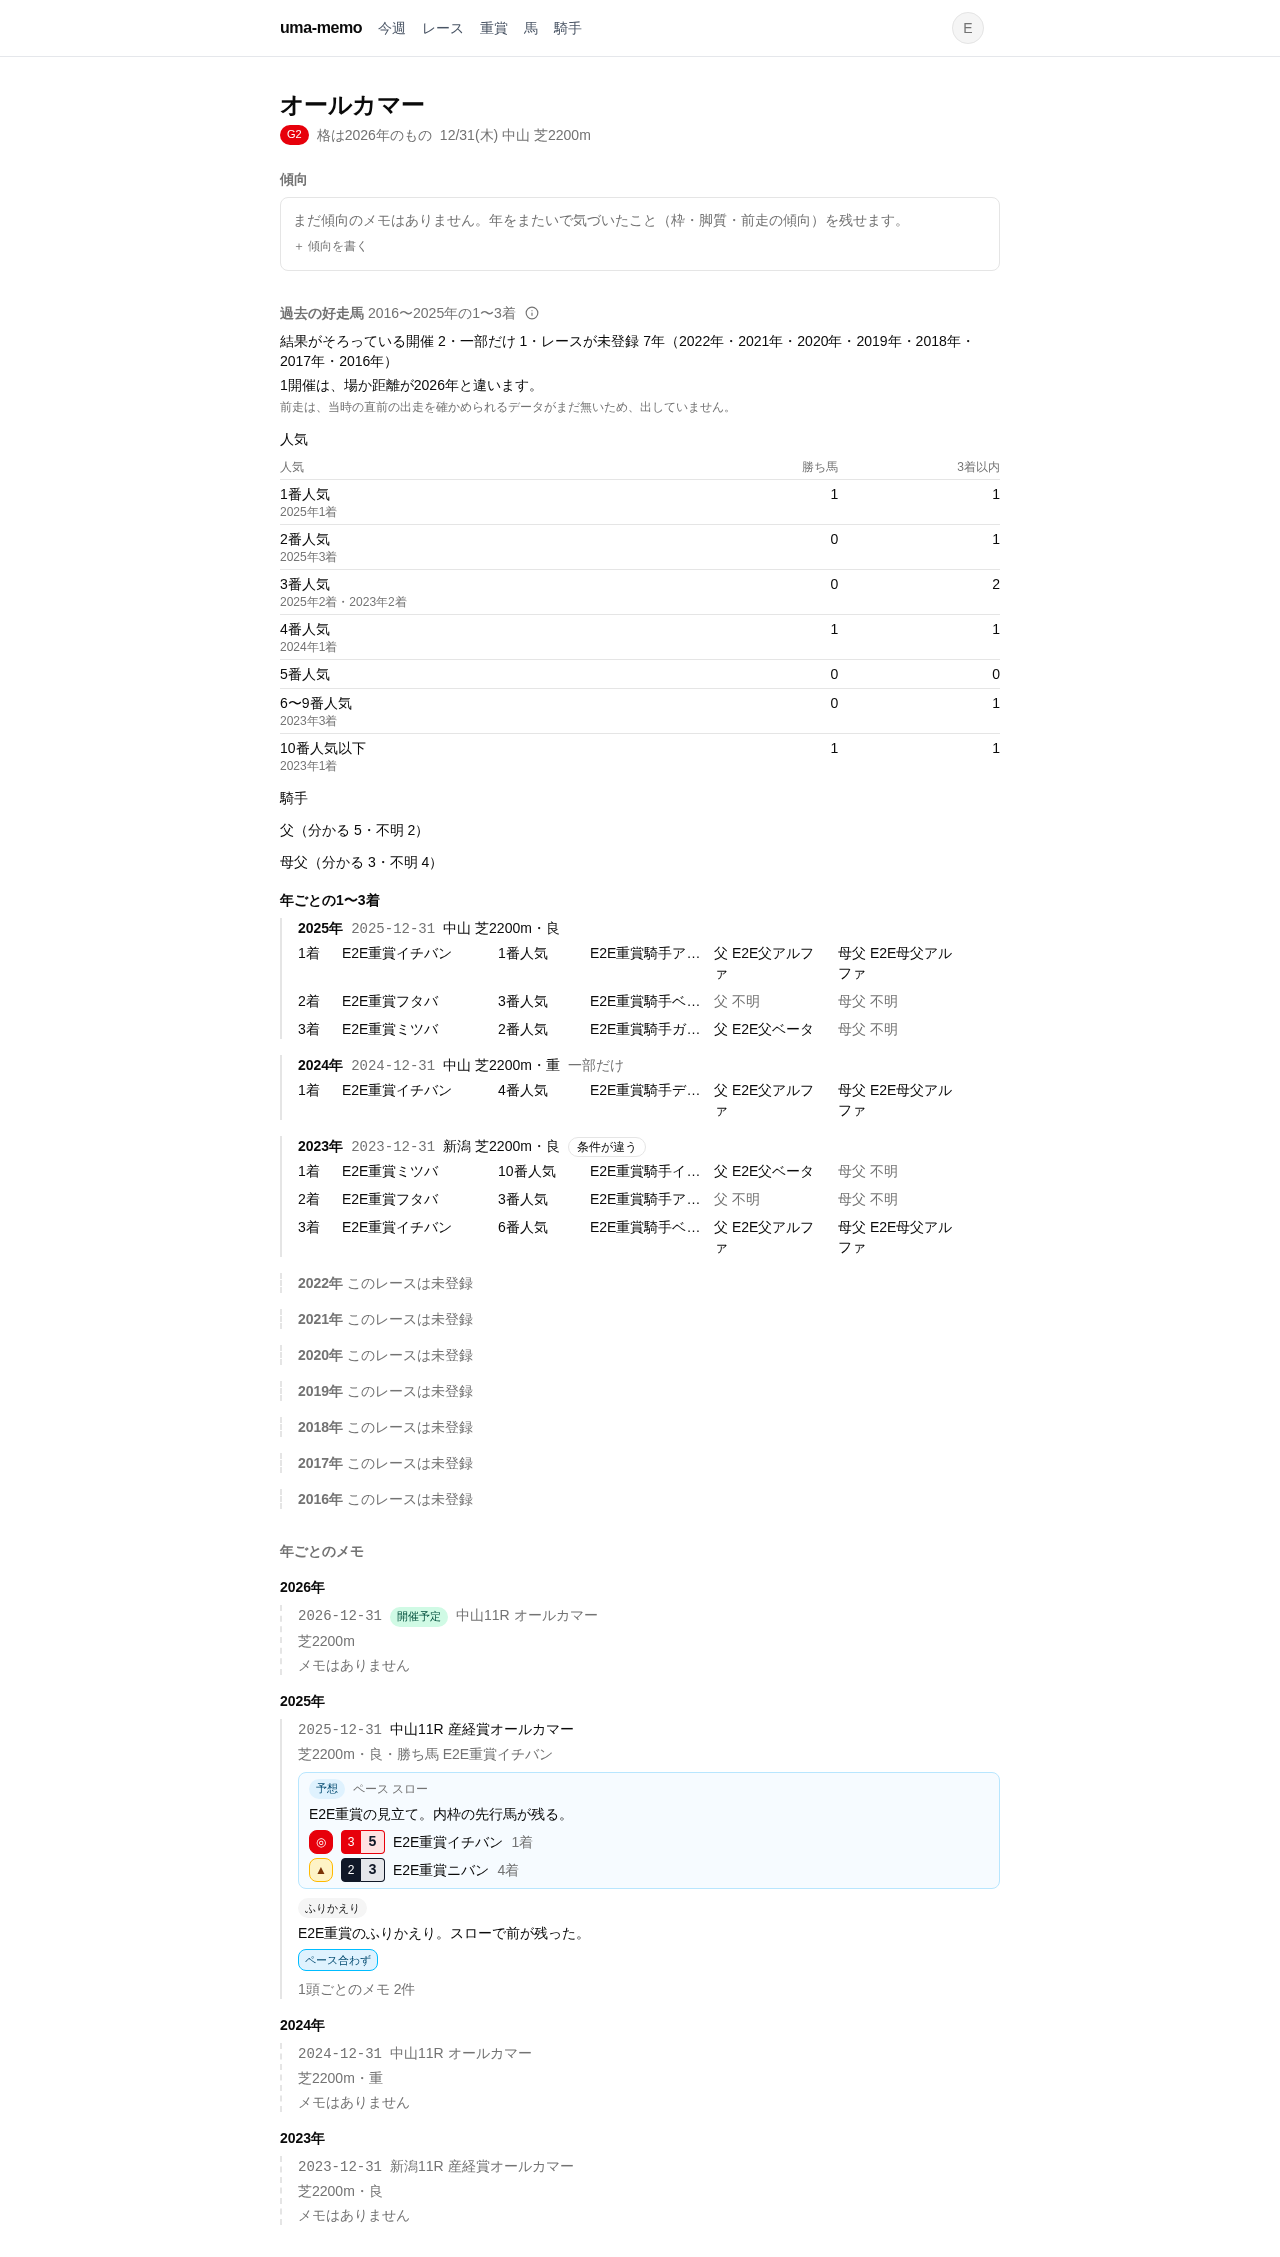 uma-memo 今週 レース 重賞 馬 騎手 E
オールカマー
G2 格は2026年のもの 12/31(木) 中山 芝2200m
傾向
まだ傾向のメモはありません。年をまたいで気づいたこと（枠・脚質・前走の傾向）を残せます。
＋ 傾向を書く
過去の好走馬 2016〜2025年の1〜3着
結果がそろっている開催 2・一部だけ 1・レースが未登録 7年（2022年・2021年・2020年・2019年・2018年・
2017年・2016年）
1開催は、場か距離が2026年と違います。
前走は、当時の直前の出走を確かめられるデータがまだ無いため、出していません。
人気
人気 勝ち馬 3着以内
1番人気 1 1
2025年1着
2番人気 0 1
2025年3着
3番人気 0 2
2025年2着・2023年2着
4番人気 1 1
2024年1着
5番人気 0 0
6〜9番人気 0 1
2023年3着
10番人気以下 1 1
2023年1着
騎手
父（分かる 5・不明 2）
母父（分かる 3・不明 4）
年ごとの1〜3着
2025年 2025-12-31 中山 芝2200m・良
1着 E2E重賞イチバン 1番人気 E2E重賞騎手ア… 父 E2E父アルフ 母父 E2E母父アル
ァ ファ
2着 E2E重賞フタバ 3番人気 E2E重賞騎手ベ… 父 不明 母父 不明
3着 E2E重賞ミツバ 2番人気 E2E重賞騎手ガ… 父 E2E父ベータ 母父 不明
2024年 2024-12-31 中山 芝2200m・重 一部だけ
1着 E2E重賞イチバン 4番人気 E2E重賞騎手デ… 父 E2E父アルフ 母父 E2E母父アル
ァ ファ
2023年 2023-12-31 新潟 芝2200m・良 条件が違う
1着 E2E重賞ミツバ 10番人気 E2E重賞騎手イ… 父 E2E父ベータ 母父 不明
2着 E2E重賞フタバ 3番人気 E2E重賞騎手ア… 父 不明 母父 不明
3着 E2E重賞イチバン 6番人気 E2E重賞騎手ベ… 父 E2E父アルフ 母父 E2E母父アル
ァ ファ
2022年 このレースは未登録
2021年 このレースは未登録
2020年 このレースは未登録
2019年 このレースは未登録
2018年 このレースは未登録
2017年 このレースは未登録
2016年 このレースは未登録
年ごとのメモ
2026年
2026-12-31 開催予定 中山11R オールカマー
芝2200m
メモはありません
2025年
2025-12-31 中山11R 産経賞オールカマー
芝2200m・良・勝ち馬 E2E重賞イチバン
予想 ペース スロー
E2E重賞の見立て。内枠の先行馬が残る。
◎ 3 5 E2E重賞イチバン 1着
▲ 2 3 E2E重賞ニバン 4着
ふりかえり
E2E重賞のふりかえり。スローで前が残った。
ペース合わず
1頭ごとのメモ 2件
2024年
2024-12-31 中山11R オールカマー
芝2200m・重
メモはありません
2023年
2023-12-31 新潟11R 産経賞オールカマー
芝2200m・良
メモはありません